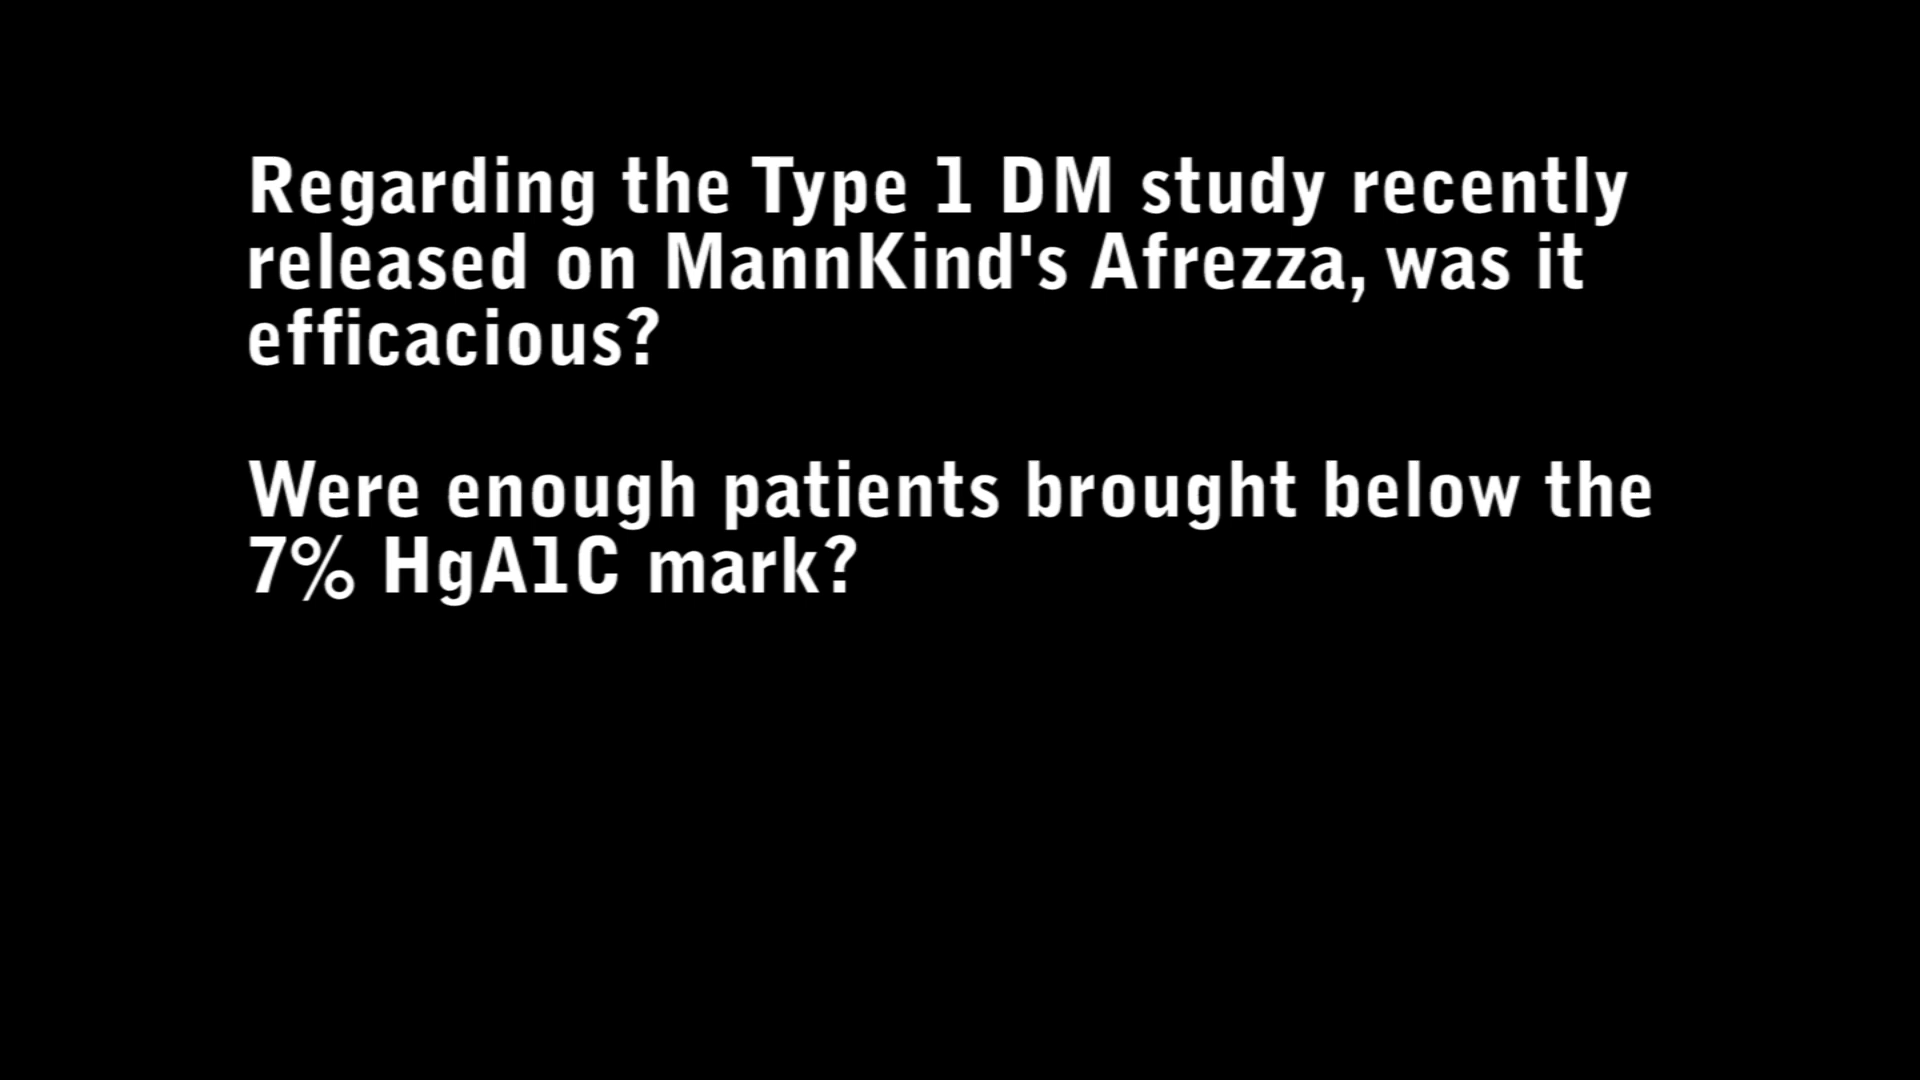 Regarding the Type 1 DM study recently
released on MannKind's Afrezza, was it
efficacious?
Were enough patients brought below the
7% HgA1C mark?